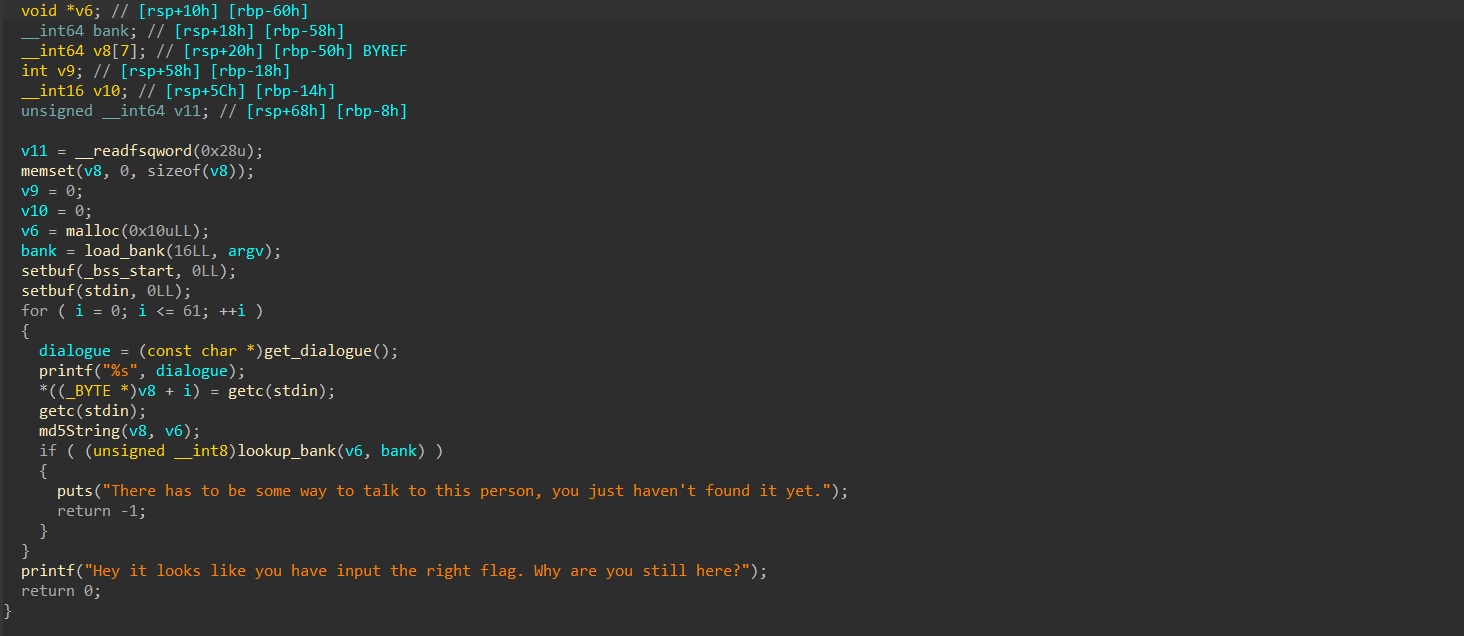 void *v6; // [rsp+10h] [rbp-60h]
__int64 bank; // [rsp+18h] [rbp-58h]
__int64 v8[7]; // [rsp+20h] [rbp-50h] BYREF
int v9; // [rsp+58h] [rbp-18h]
__int16 v10; // [rsp+5Ch] [rbp-14h]
unsigned __int64 v11; // [rsp+68h] [rbp-8h]

v11 = __readfsqword(0x28u);
memset(v8, 0, sizeof(v8));
v9 = 0;
v10 = 0;
v6 = malloc(0x10uLL);
bank = load_bank(16LL, argv);
setbuf(_bss_start, 0LL);
setbuf(stdin, 0LL);
for ( i = 0; i <= 61; ++i )
{
dialogue = (const char *)get_dialogue();
printf("%s", dialogue);
*((_BYTE *)v8 + i) = getc(stdin);
getc(stdin);
md5String(v8, v6);
if ( (unsigned __int8)lookup_bank(v6, bank) )
{
puts("There has to be some way to talk to this person, you just haven't found it yet.");
return -1;
}
}
printf("Hey it looks like you have input the right flag. Why are you still here?");
return 0;
}